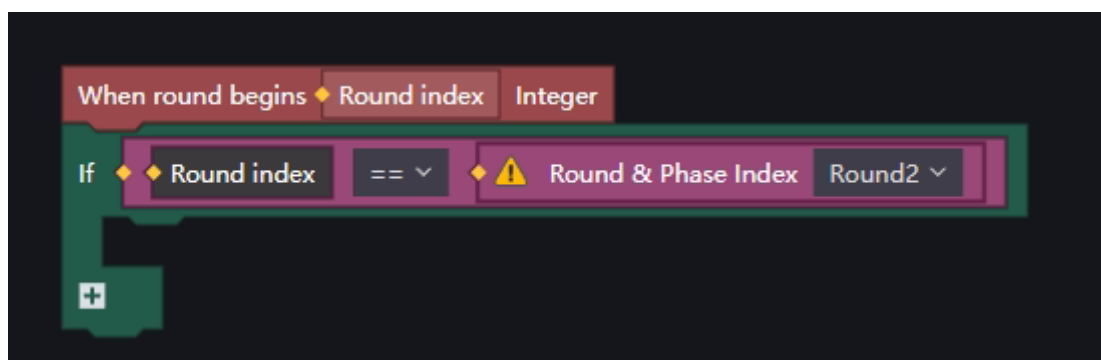 When round begins Round index Integer
If Round index == Round & Phase Index Round2